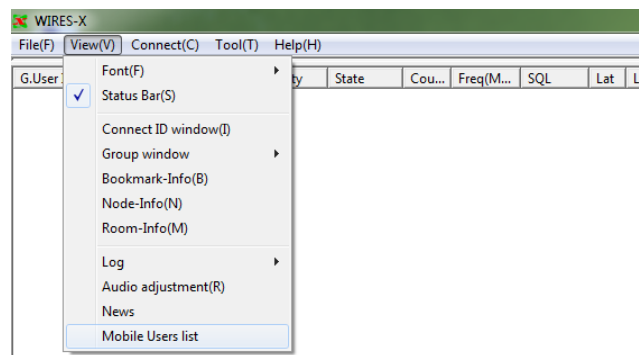 WIRES-X
File(F) View(V) Connect(C) Tool(T) Help(H)
G.User ty State Cou... Freq(M... SQL Lat L
Font(F)
Status Bar(S)
Connect ID window(I)
Group window
Bookmark-Info(B)
Node-Info(N)
Room-Info(M)
Log
Audio adjustment(R)
News
Mobile Users list